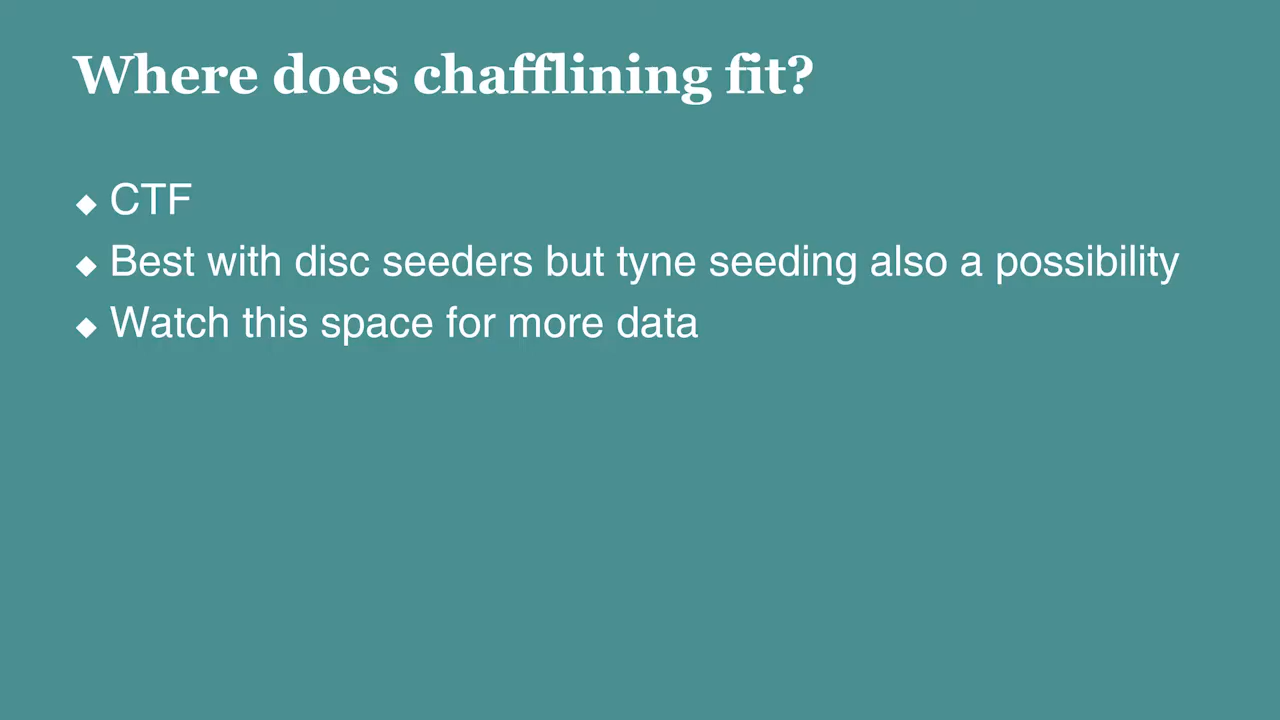 Where does chafflining fit?
◆ CTF
◆ Best with disc seeders but tyne seeding also a possibility
◆ Watch this space for more data